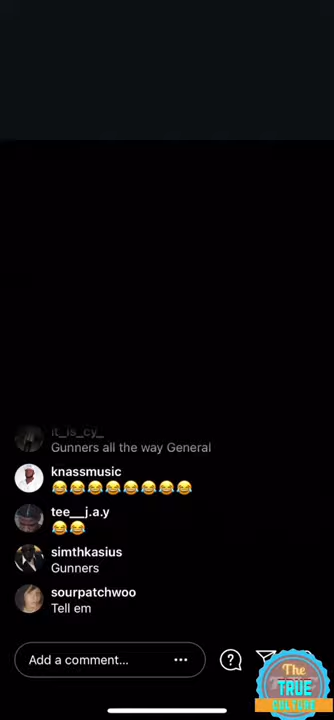 it_is_cy_
Gunners all the way General
knassmusic
😂😂😂😂😂😂😂😂
tee__j.a.y
😂😂
simthkasius
Gunners
sourpatchwoo
Tell em
Add a comment...
The
TRUE
CULTURE